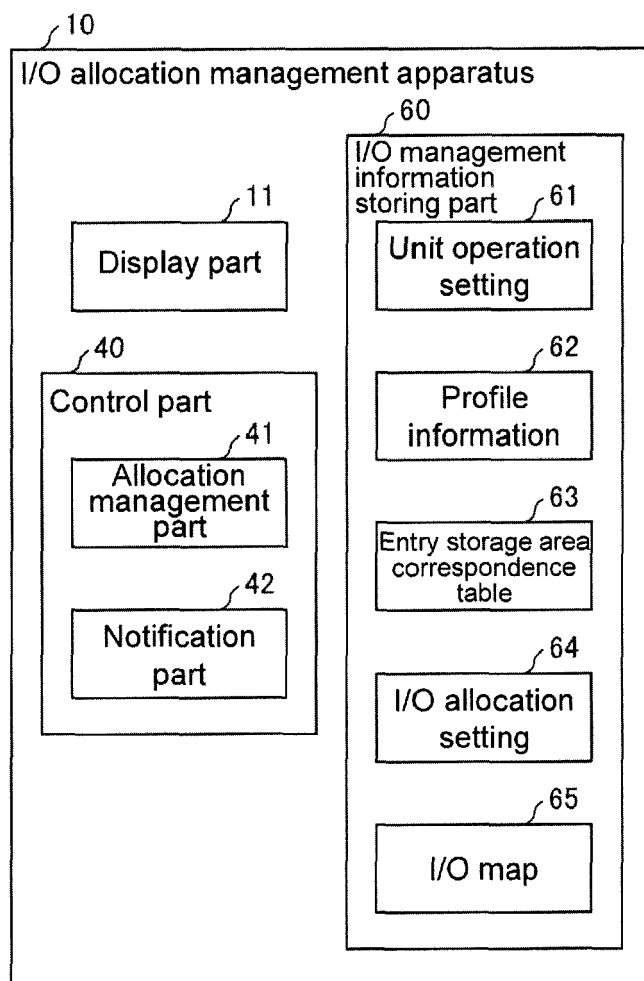 10
I/O allocation management apparatus
60
I/O management
information
storing part
11
Display part
61
Unit operation
setting
40
Control part
62
Profile
information
41
Allocation
management
part
63
Entry storage area
correspondence
table
42
Notification
part
64
I/O allocation
setting
65
I/O map